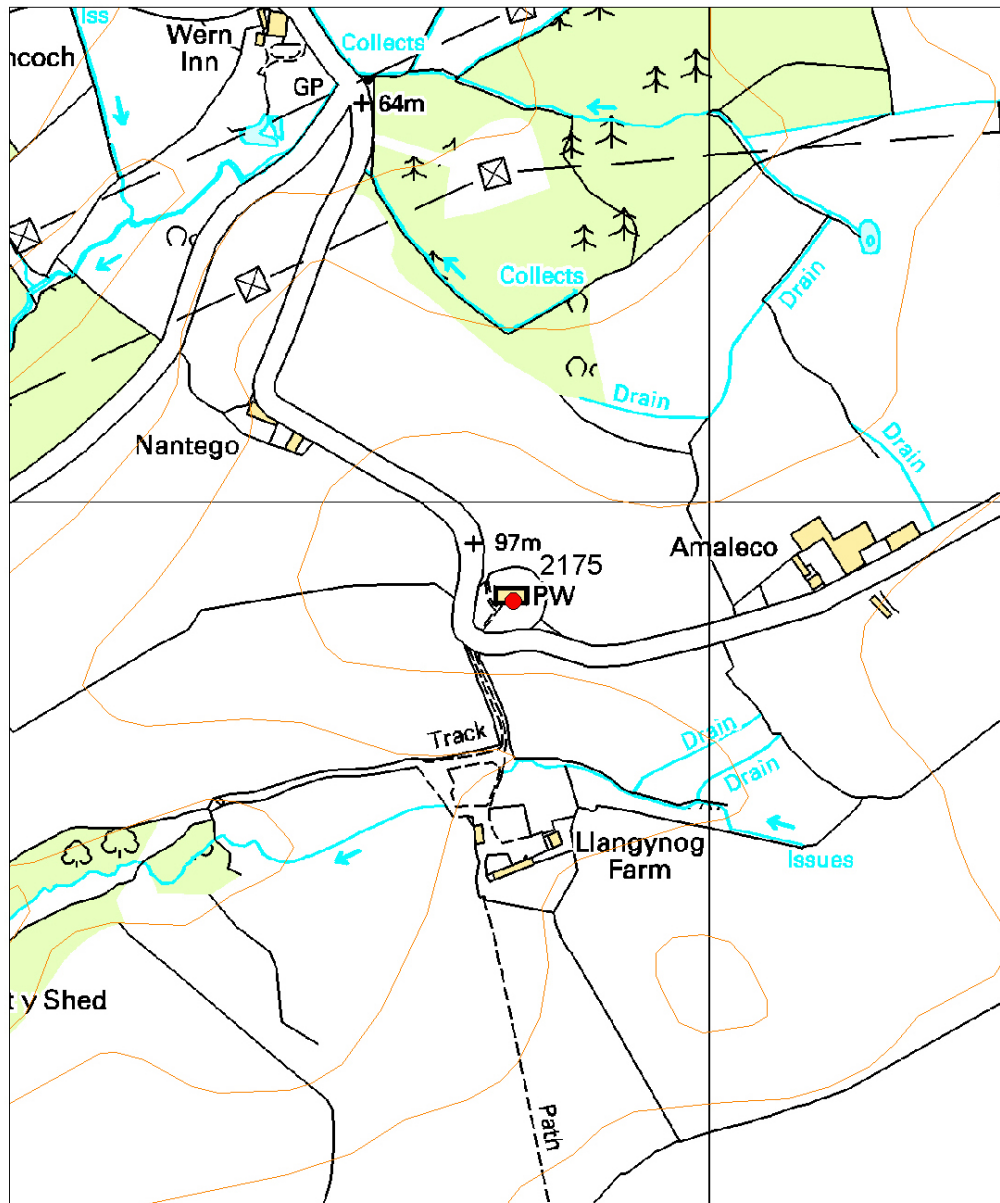 Iss
Wern
Inn
Collects
ncoch
GP
64m
Collects
Drain
Drain
Drain
Nantego
97m
2175
PW
Amaleco
Track
Drain
Drain
Llangynog
Farm
Issues
t y Shed
Path